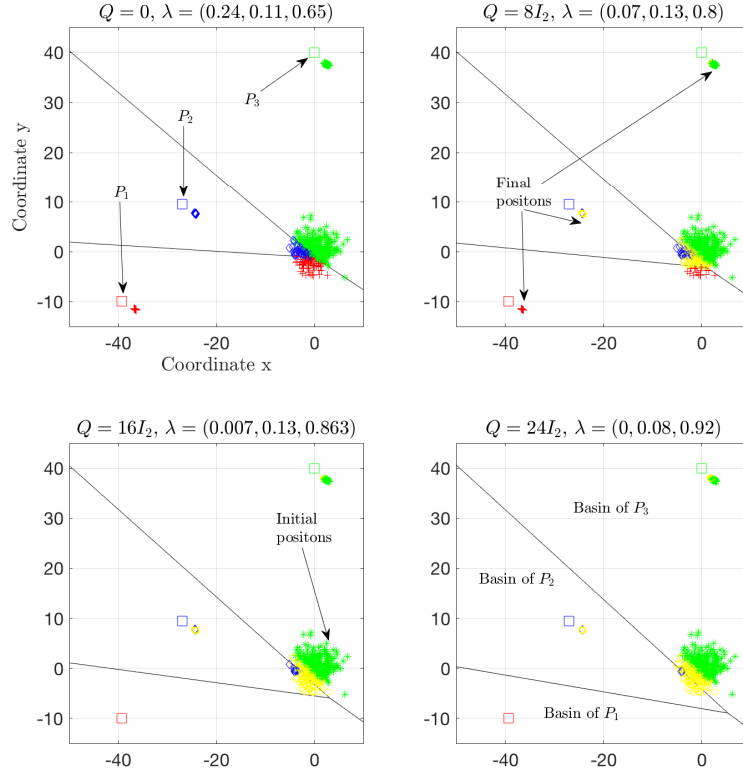 Q = 0, λ = (0.24, 0.11, 0.65)
40
30
20
10
0
-10
-40
-20
0
Coordinate y
Coordinate x
P₁
P₂
P₃
Q = 8I₂, λ = (0.07, 0.13, 0.8)
40
30
20
10
0
-10
-40
-20
0
Final
positons
Q = 16I₂, λ = (0.007, 0.13, 0.863)
40
30
20
10
0
-10
-40
-20
0
Initial
positons
Q = 24I₂, λ = (0, 0.08, 0.92)
40
30
20
10
0
-10
-40
-20
0
Basin of P₃
Basin of P₂
Basin of P₁